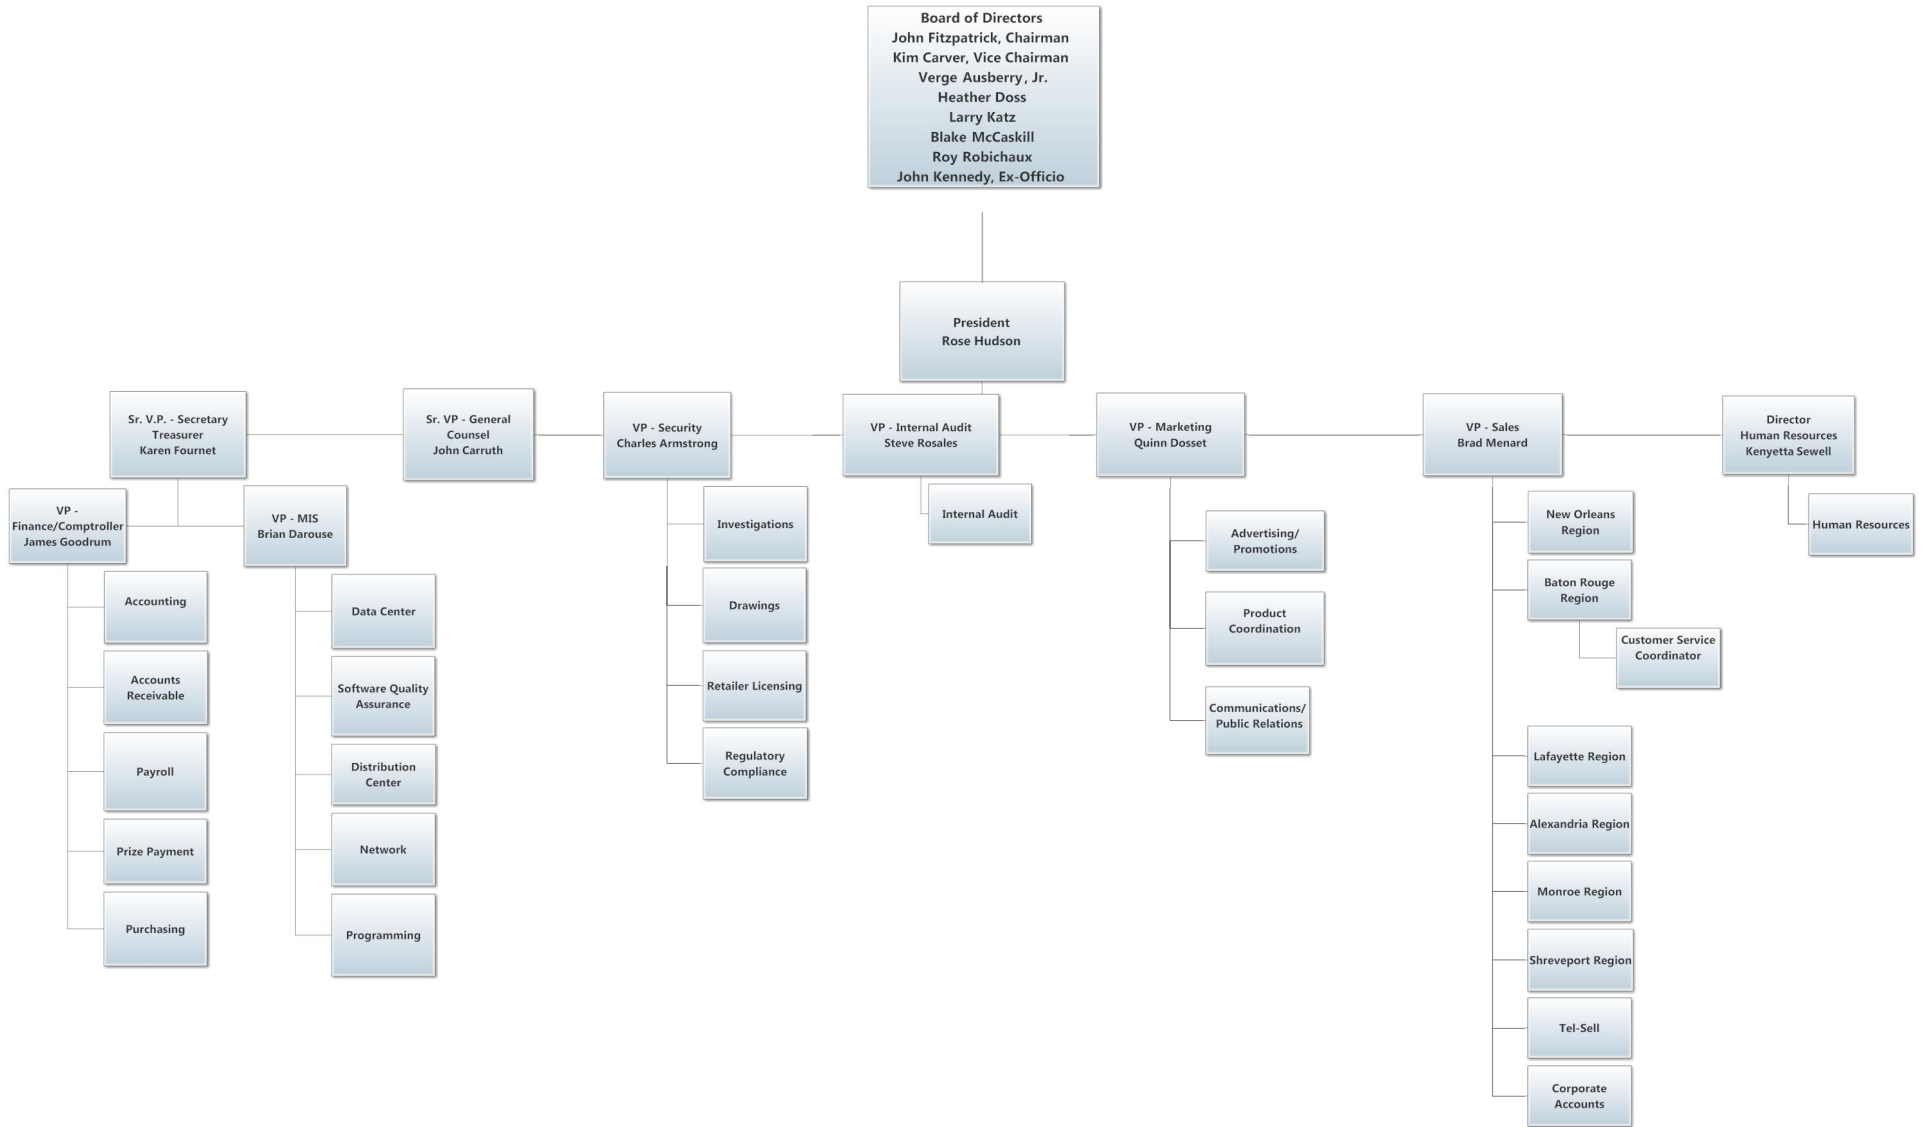 Board of Directors
John Fitzpatrick, Chairman
Kim Carver, Vice Chairman
Verge Ausberry, Jr.
Heather Doss
Larry Katz
Blake McCaskill
Roy Robichaux
John Kennedy, Ex-Officio
President
Rose Hudson
Sr. V.P. - Secretary
Treasurer
Karen Fournet
Sr. VP - General
Counsel
John Carruth
VP - Security
Charles Armstrong
VP - Internal Audit
Steve Rosales
VP - Marketing
Quinn Dosset
VP - Sales
Brad Menard
Director
Human Resources
Kenyetta Sewell
VP -
Finance/Comptroller
James Goodrum
VP - MIS
Brian Darouse
Accounting
Accounts
Receivable
Payroll
Prize Payment
Purchasing
Data Center
Software Quality
Assurance
Distribution
Center
Network
Programming
Investigations
Drawings
Retailer Licensing
Regulatory
Compliance
Internal Audit
Advertising/
Promotions
Product
Coordination
Communications/
Public Relations
New Orleans
Region
Baton Rouge
Region
Customer Service
Coordinator
Lafayette Region
Alexandria Region
Monroe Region
Shreveport Region
Tel-Sell
Corporate
Accounts
Human Resources